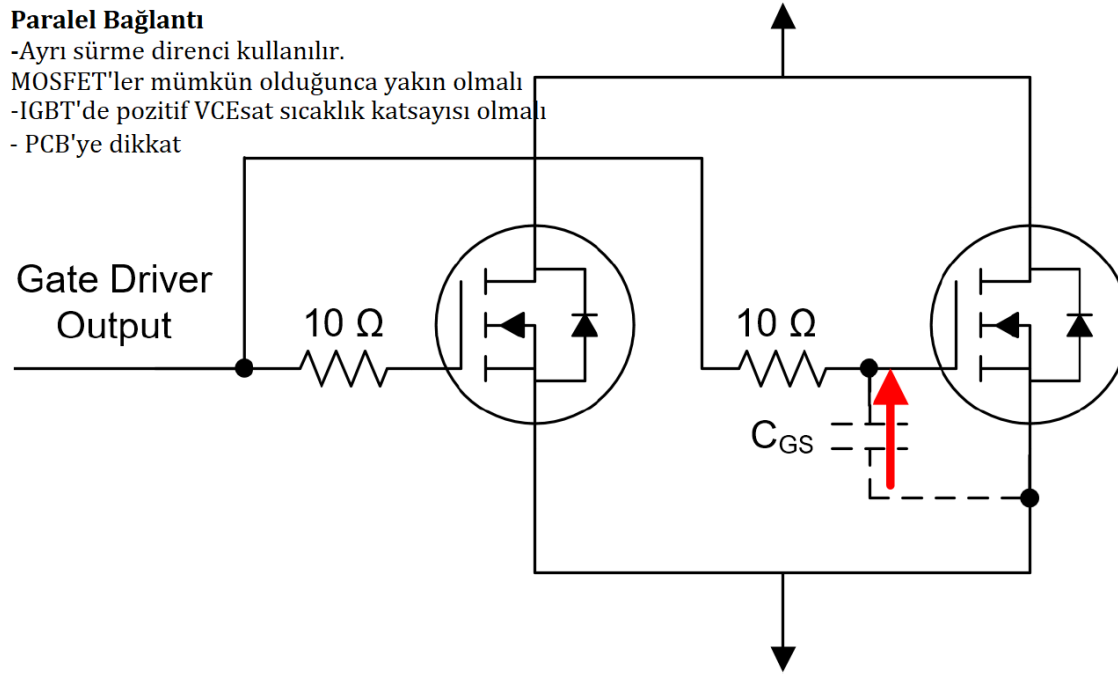 Paralel Bağlantı
-Ayrı sürme direnci kullanılır.
MOSFET'ler mümkün olduğunca yakın olmalı
-IGBT'de pozitif VCEsat sıcaklık katsayısı olmalı
- PCB'ye dikkat
Gate Driver
Output
10 Ω
10 Ω
CGS